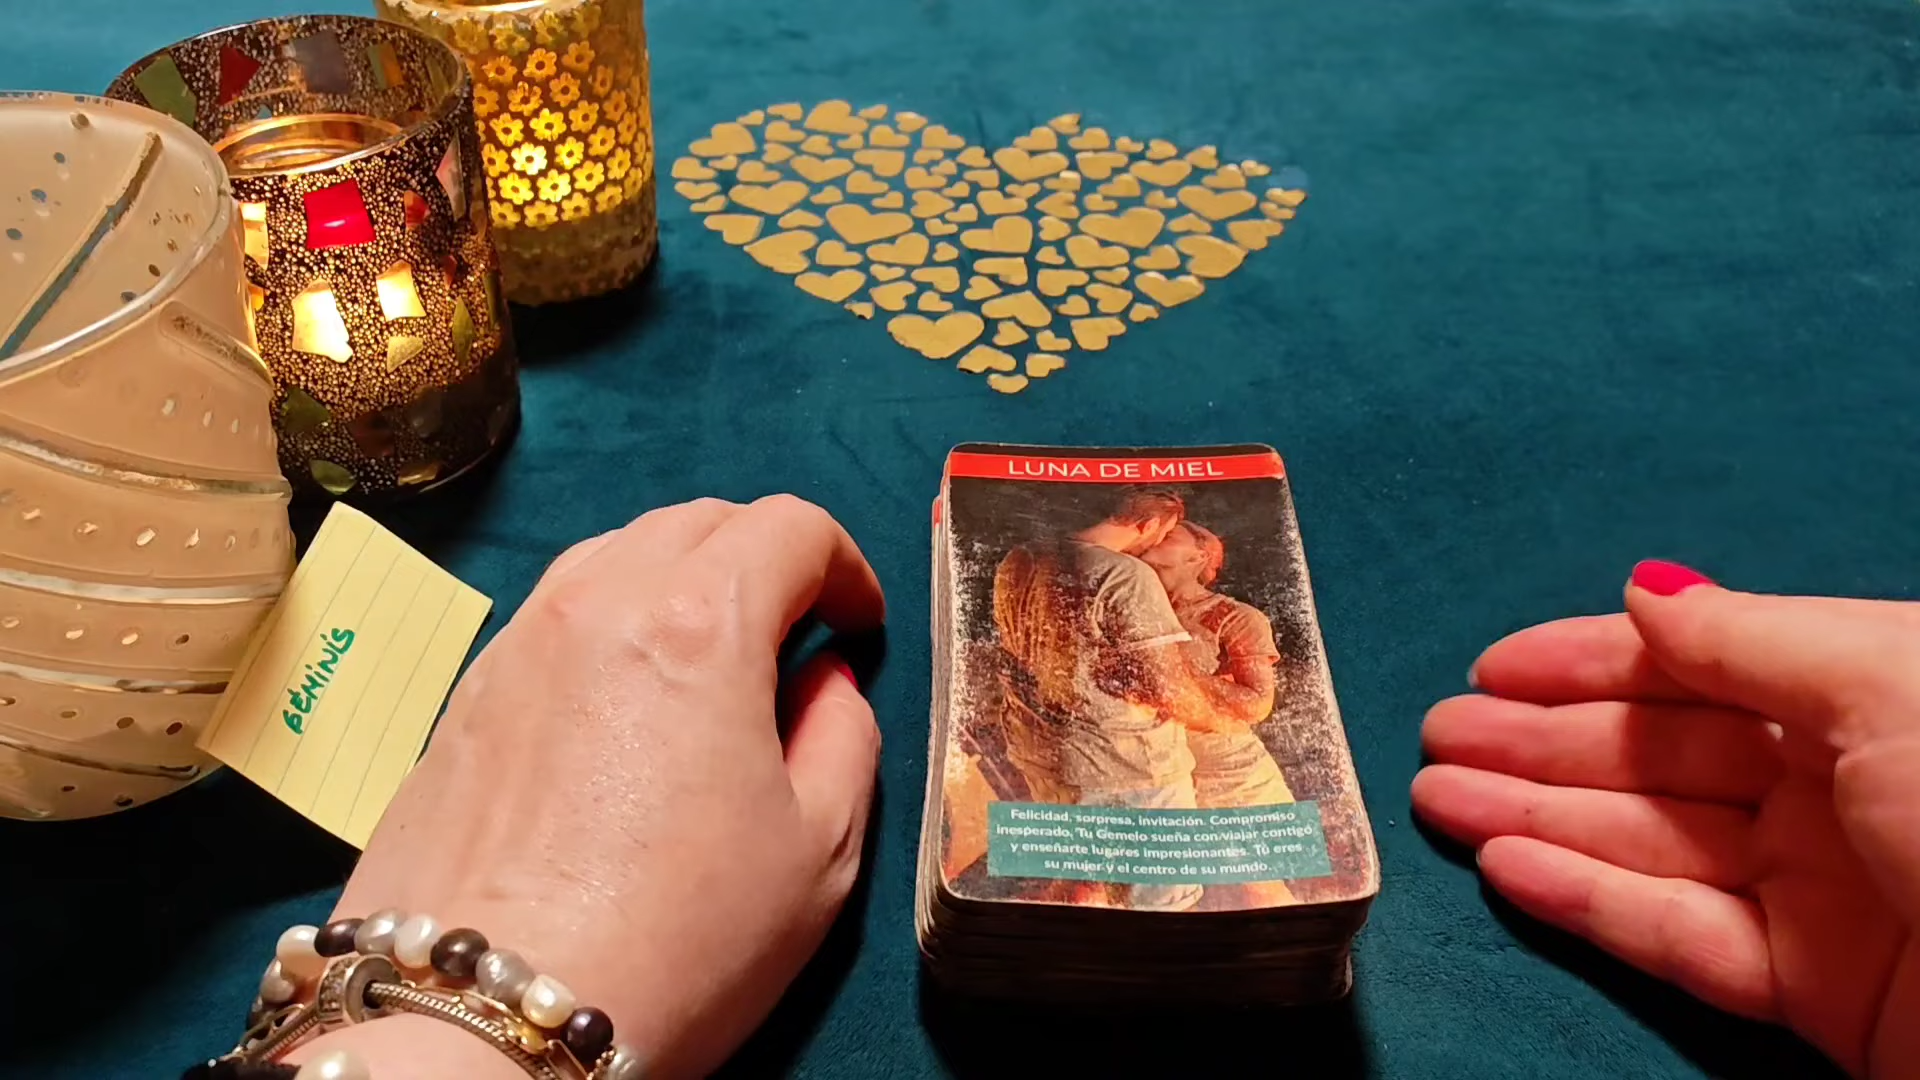 GÉMINIS
LUNA DE MIEL
Felicidad, sorpresa, invitación. Compromiso
inesperado. Tu Gemelo sueña con viajar contigo
y enseñarte lugares impresionantes. Tú eres
su mujer y el centro de su mundo.